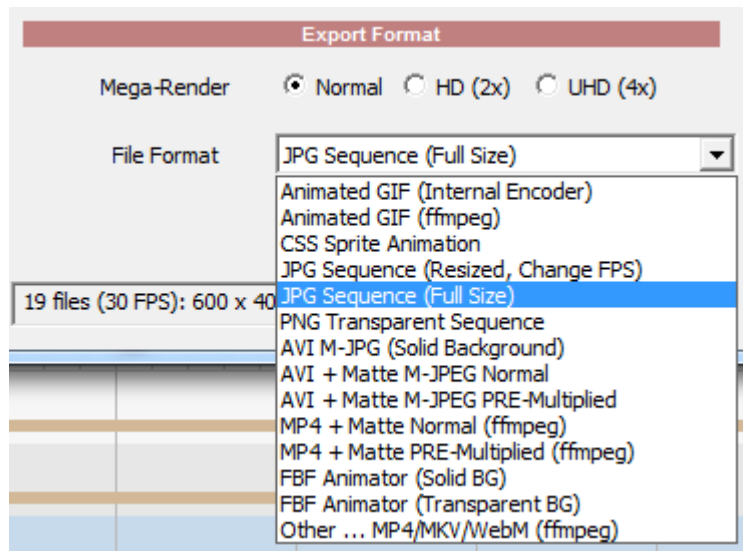 Export Format
Mega-Render Normal HD (2x) UHD (4x)
File Format JPG Sequence (Full Size)
Animated GIF (Internal Encoder)
Animated GIF (ffmpeg)
CSS Sprite Animation
JPG Sequence (Resized, Change FPS)
JPG Sequence (Full Size)
19 files (30 FPS): 600 x 40
PNG Transparent Sequence
AVI M-JPG (Solid Background)
AVI + Matte M-JPEG Normal
AVI + Matte M-JPEG PRE-Multiplied
MP4 + Matte Normal (ffmpeg)
MP4 + Matte PRE-Multiplied (ffmpeg)
FBF Animator (Solid BG)
FBF Animator (Transparent BG)
Other ... MP4/MKV/WebM (ffmpeg)